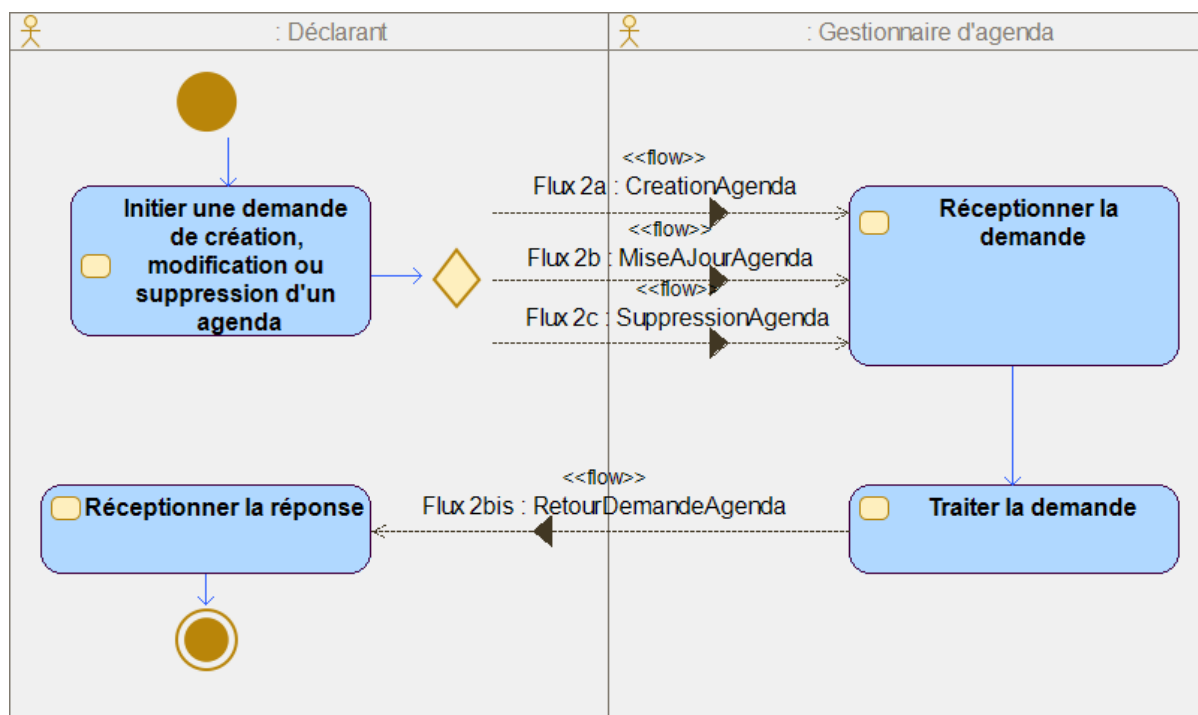 : Déclarant
: Gestionnaire d'agenda
Initier une demande
de création,
modification ou
suppression d'un
agenda
<<flow>>
Flux 2a : CreationAgenda
<<flow>>
Flux 2b : MiseAJourAgenda
<<flow>>
Flux 2c : SuppressionAgenda
Réceptionner la
demande
Réceptionner la réponse
<<flow>>
Flux 2bis : RetourDemandeAgenda
Traiter la demande